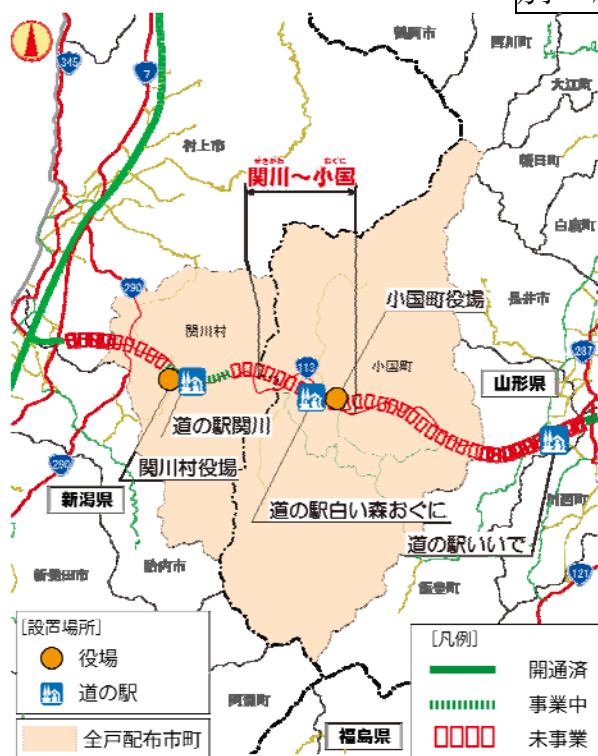 鶴岡市
西川町
345
7
大江町
村上市
朝日町
せきがわ おぐに
関川～小国
白鷹町
290
小国町役場
長井市
関川村
113
小国町
287
山形県
道の駅関川
290
関川村役場
新潟県
道の駅白い森おぐに
川西町
道の駅いいで
新発田市
胎内市
飯豊町
121
[設置場所]
役場
道の駅
全戸配布市町
阿賀町
福島県
[凡例]
開通済
事業中
未事業